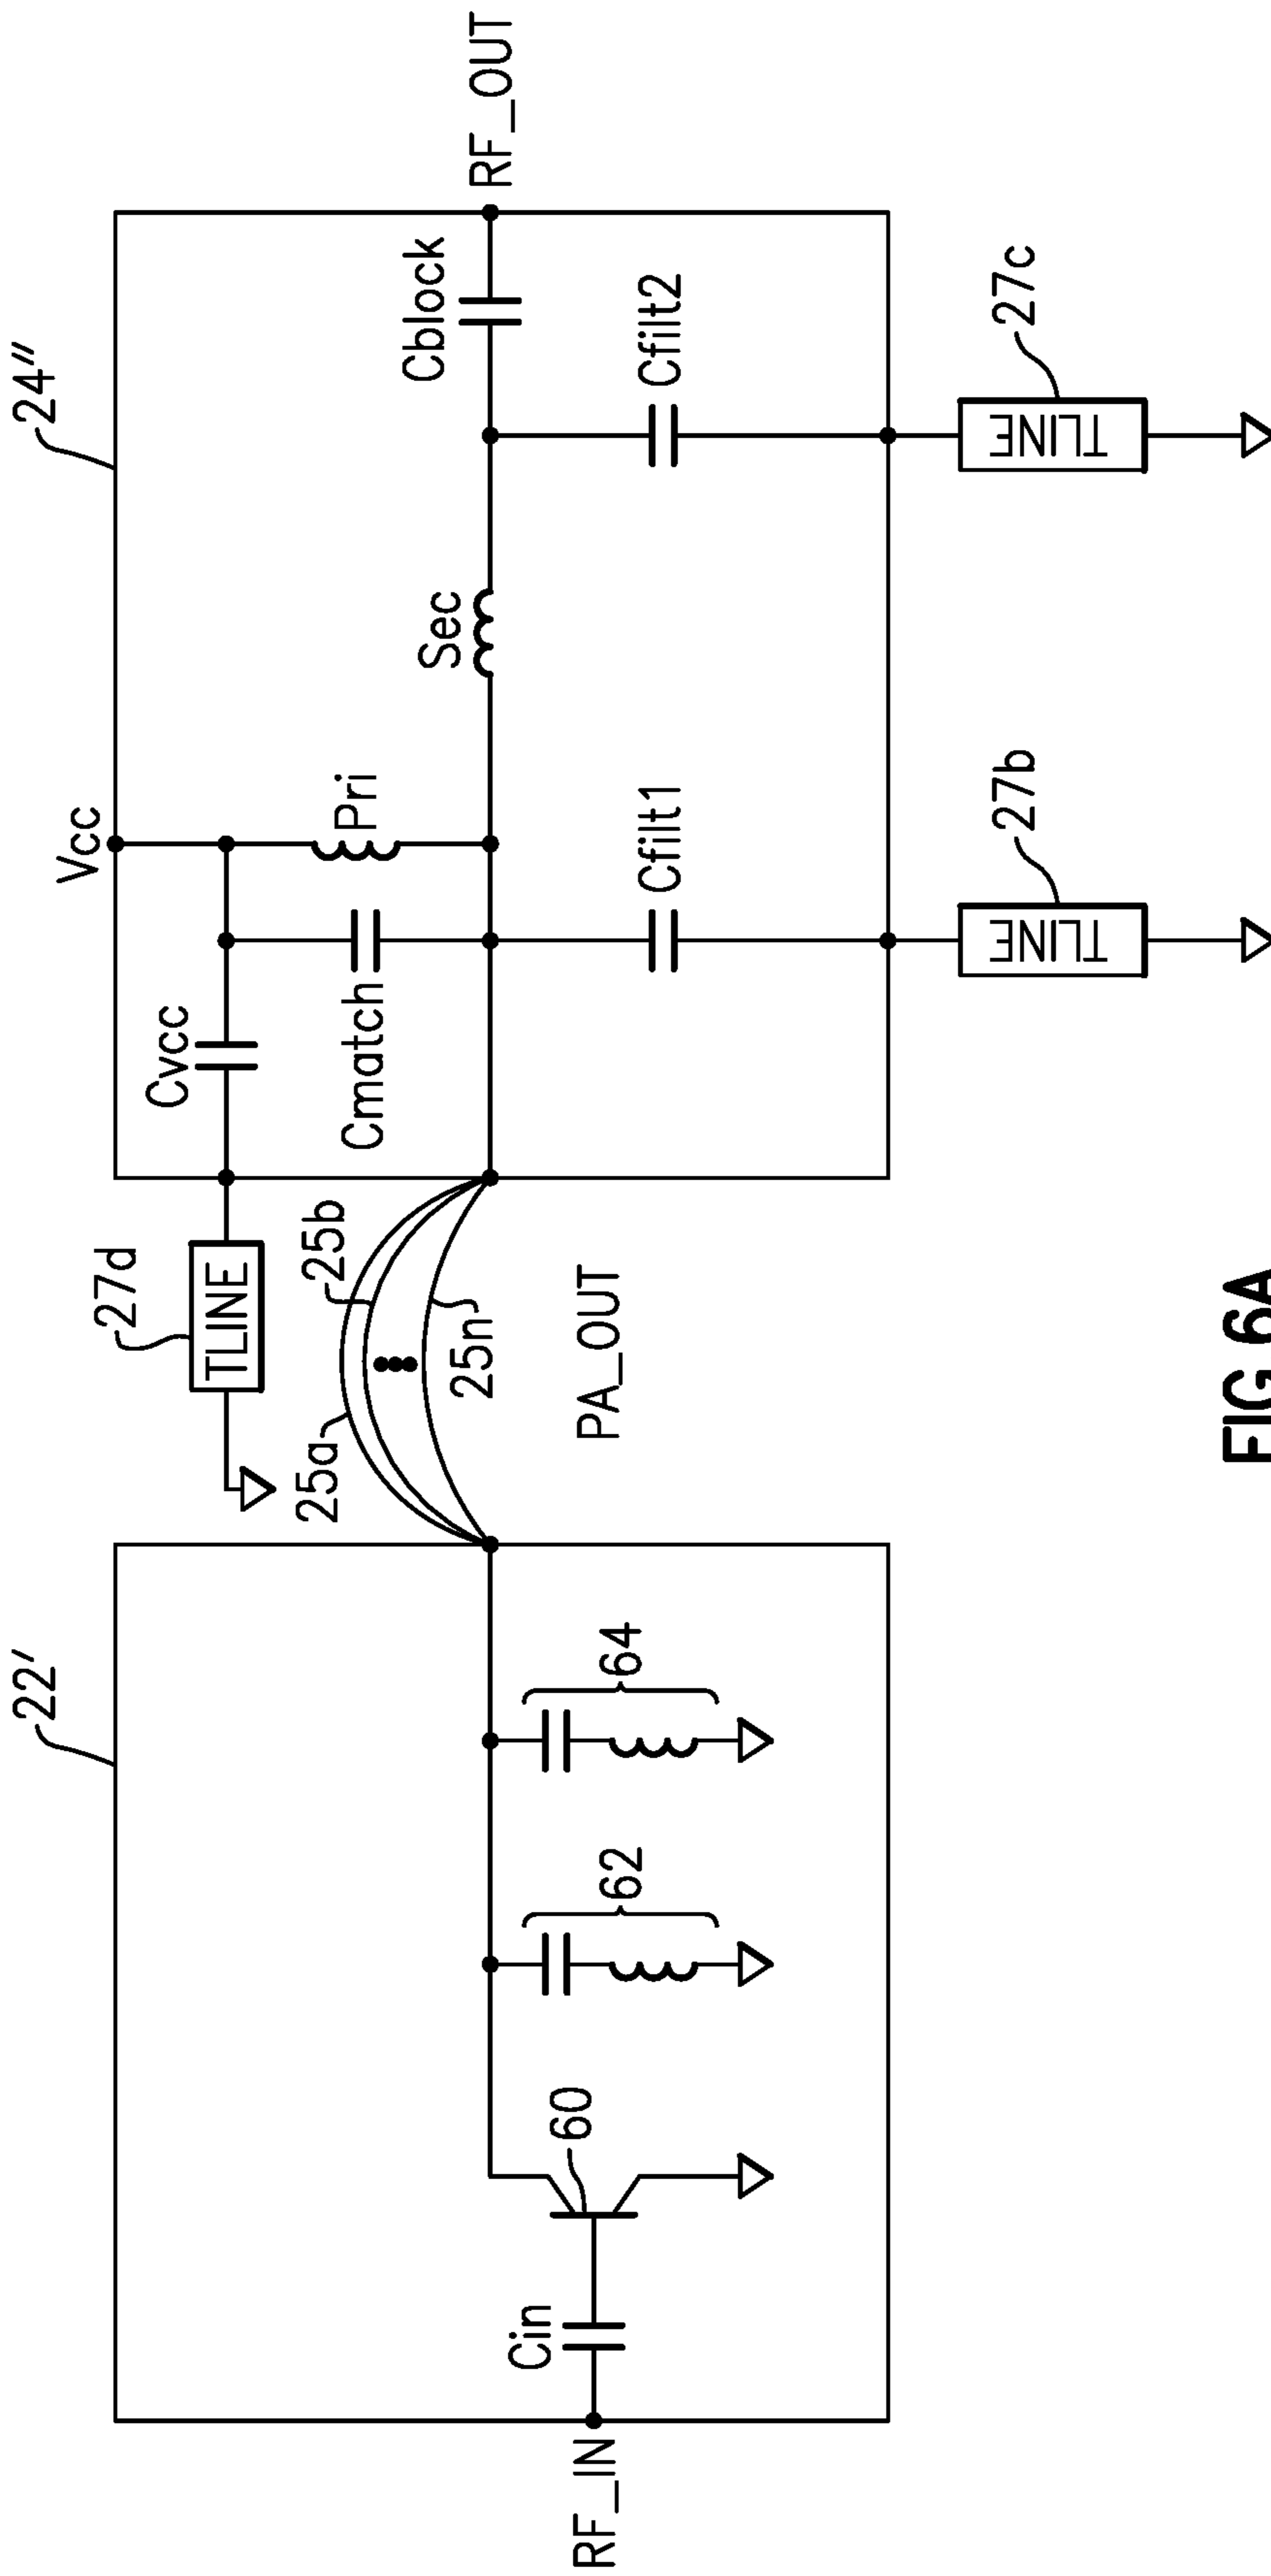 22′
24″
Vcc
27d
TLINE
Cvcc
Pri
Cmatch
25a
25b
25n
Sec
Cblock
RF_OUT
PA_OUT
RF_IN
Cin
60
62
64
Cfilt1
Cfilt2
TLINE
27b
TLINE
27c
FIG.6A